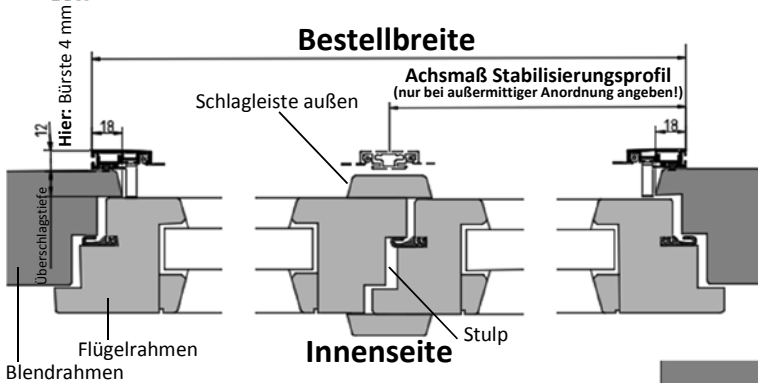 Bestellbreite
Achsmaß Stabilisierungsprofil
(nur bei außermittiger Anordnung angeben!)
Schlagleiste außen
Hier: Bürste 4 mm
12
18
18
Überschlagstiefe
Stulp
Innenseite
Flügelrahmen
Blendrahmen